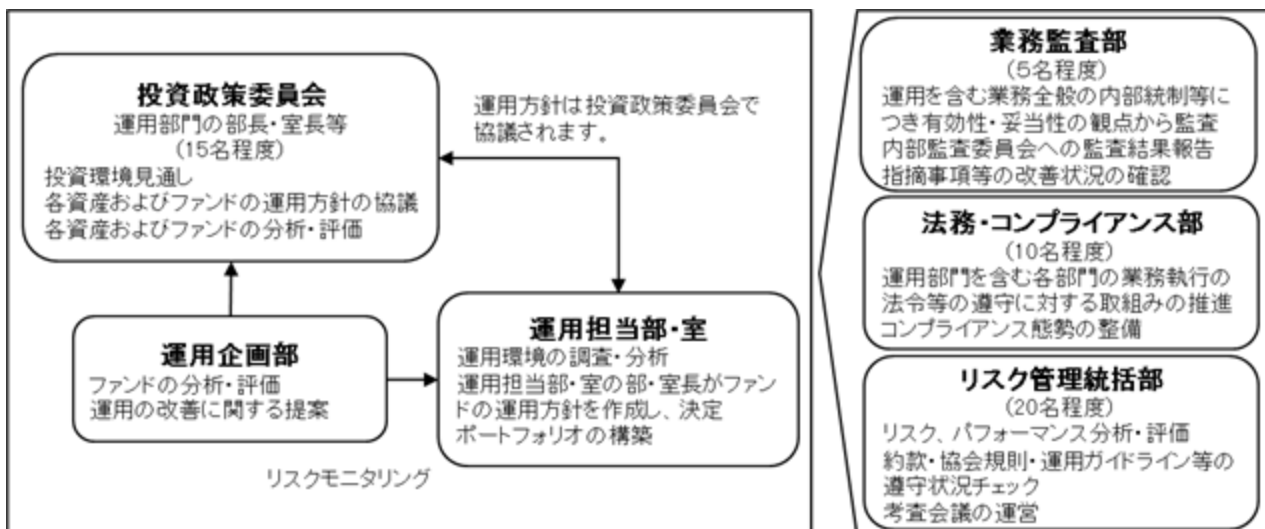 投資政策委員会
運用部門の部長・室長等
(15名程度)
投資環境見通し
各資産およびファンドの運用方針の協議
各資産およびファンドの分析・評価
運用方針は投資政策委員会で
協議されます。
運用企画部
ファンドの分析・評価
運用の改善に関する提案
運用担当部・室
運用環境の調査・分析
運用担当部・室の部・室長がファン
ドの運用方針を作成し、決定
ポートフォリオの構築
リスクモニタリング
業務監査部
(5名程度)
運用を含む業務全般の内部統制等に
つき有効性・妥当性の観点から監査
内部監査委員会への監査結果報告
指摘事項等の改善状況の確認
法務・コンプライアンス部
(10名程度)
運用部門を含む各部門の業務執行の
法令等の遵守に対する取組みの推進
コンプライアンス態勢の整備
リスク管理統括部
(20名程度)
リスク、パフォーマンス分析・評価
約款・協会規則・運用ガイドライン等の
遵守状況チェック
考査会議の運営